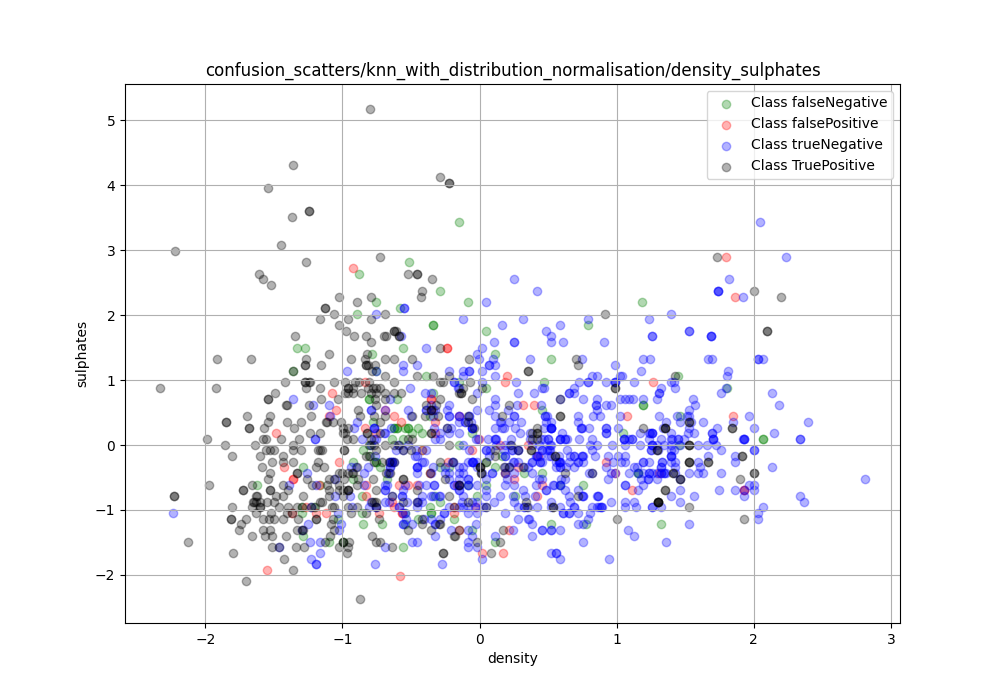 confusion_scatters/knn_with_distribution_normalisation/density_sulphates
Class falseNegative
Class falsePositive
Class trueNegative
Class TruePositive
5
4
3
2
1
0
−1
−2
sulphates
−2 −1 0 1 2 3
density